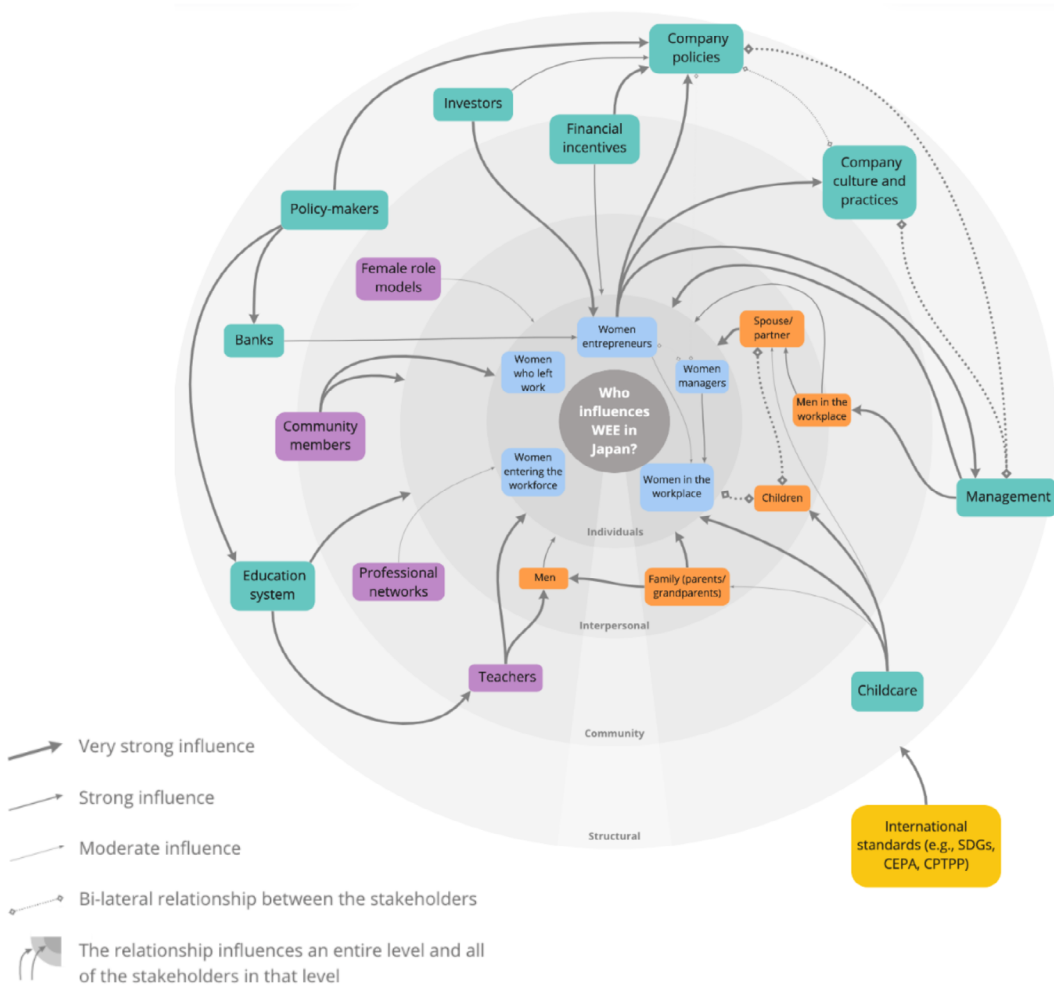 Company
policies
Investors
Financial
incentives
Company
culture and
practices
Policy-makers
Female role
models
Banks
Women
entrepreneurs
Spouse/
partner
Women
who left
work
Women
managers
Men in the
workplace
Who
influences
WEE in
Japan?
Community
members
Women
entering the
workforce
Women in the
workplace
Children
Management
Individuals
Education
system
Professional
networks
Men
Family (parents/
grandparents)
Interpersonal
Teachers
Childcare
Community
Structural
International
standards (e.g., SDGs,
CEPA, CPTPP)
Very strong influence
Strong influence
Moderate influence
Bi-lateral relationship between the stakeholders
The relationship influences an entire level and all
of the stakeholders in that level